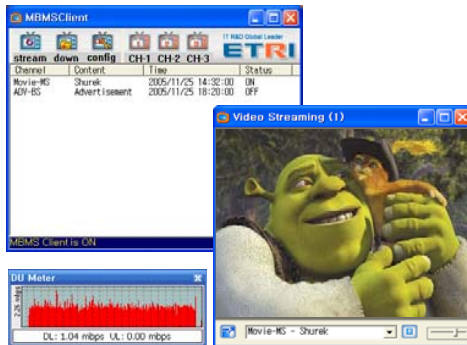 MBMSClient
IT R&D Global Leader
ETRI
stream down config CH-1 CH-2 CH-3
Channel Content Time Status
Movie-MS Shurek 2005/11/25 14:32:00 ON
ADV-BS Advertisement 2005/11/25 18:20:00 OFF
MBMS Client is ON
Video Streaming (1)
Movie-MS - Shurek
DU Meter
2.25 mbps
DL: 1.04 mbps UL: 0.00 mbps